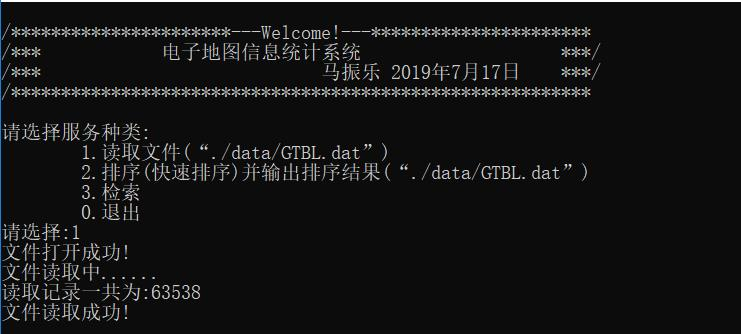 /**********************---Welcome!---**********************
/***            电子地图信息统计系统                    ***/
/***                            马振乐 2019年7月17日    ***/
/**********************************************************

请选择服务种类:
        1.读取文件(“./data/GTBL.dat”)
        2.排序(快速排序)并输出排序结果(“./data/GTBL.dat”)
        3.检索
        0.退出
请选择:1
文件打开成功!
文件读取中......
读取记录一共为:63538
文件读取成功!